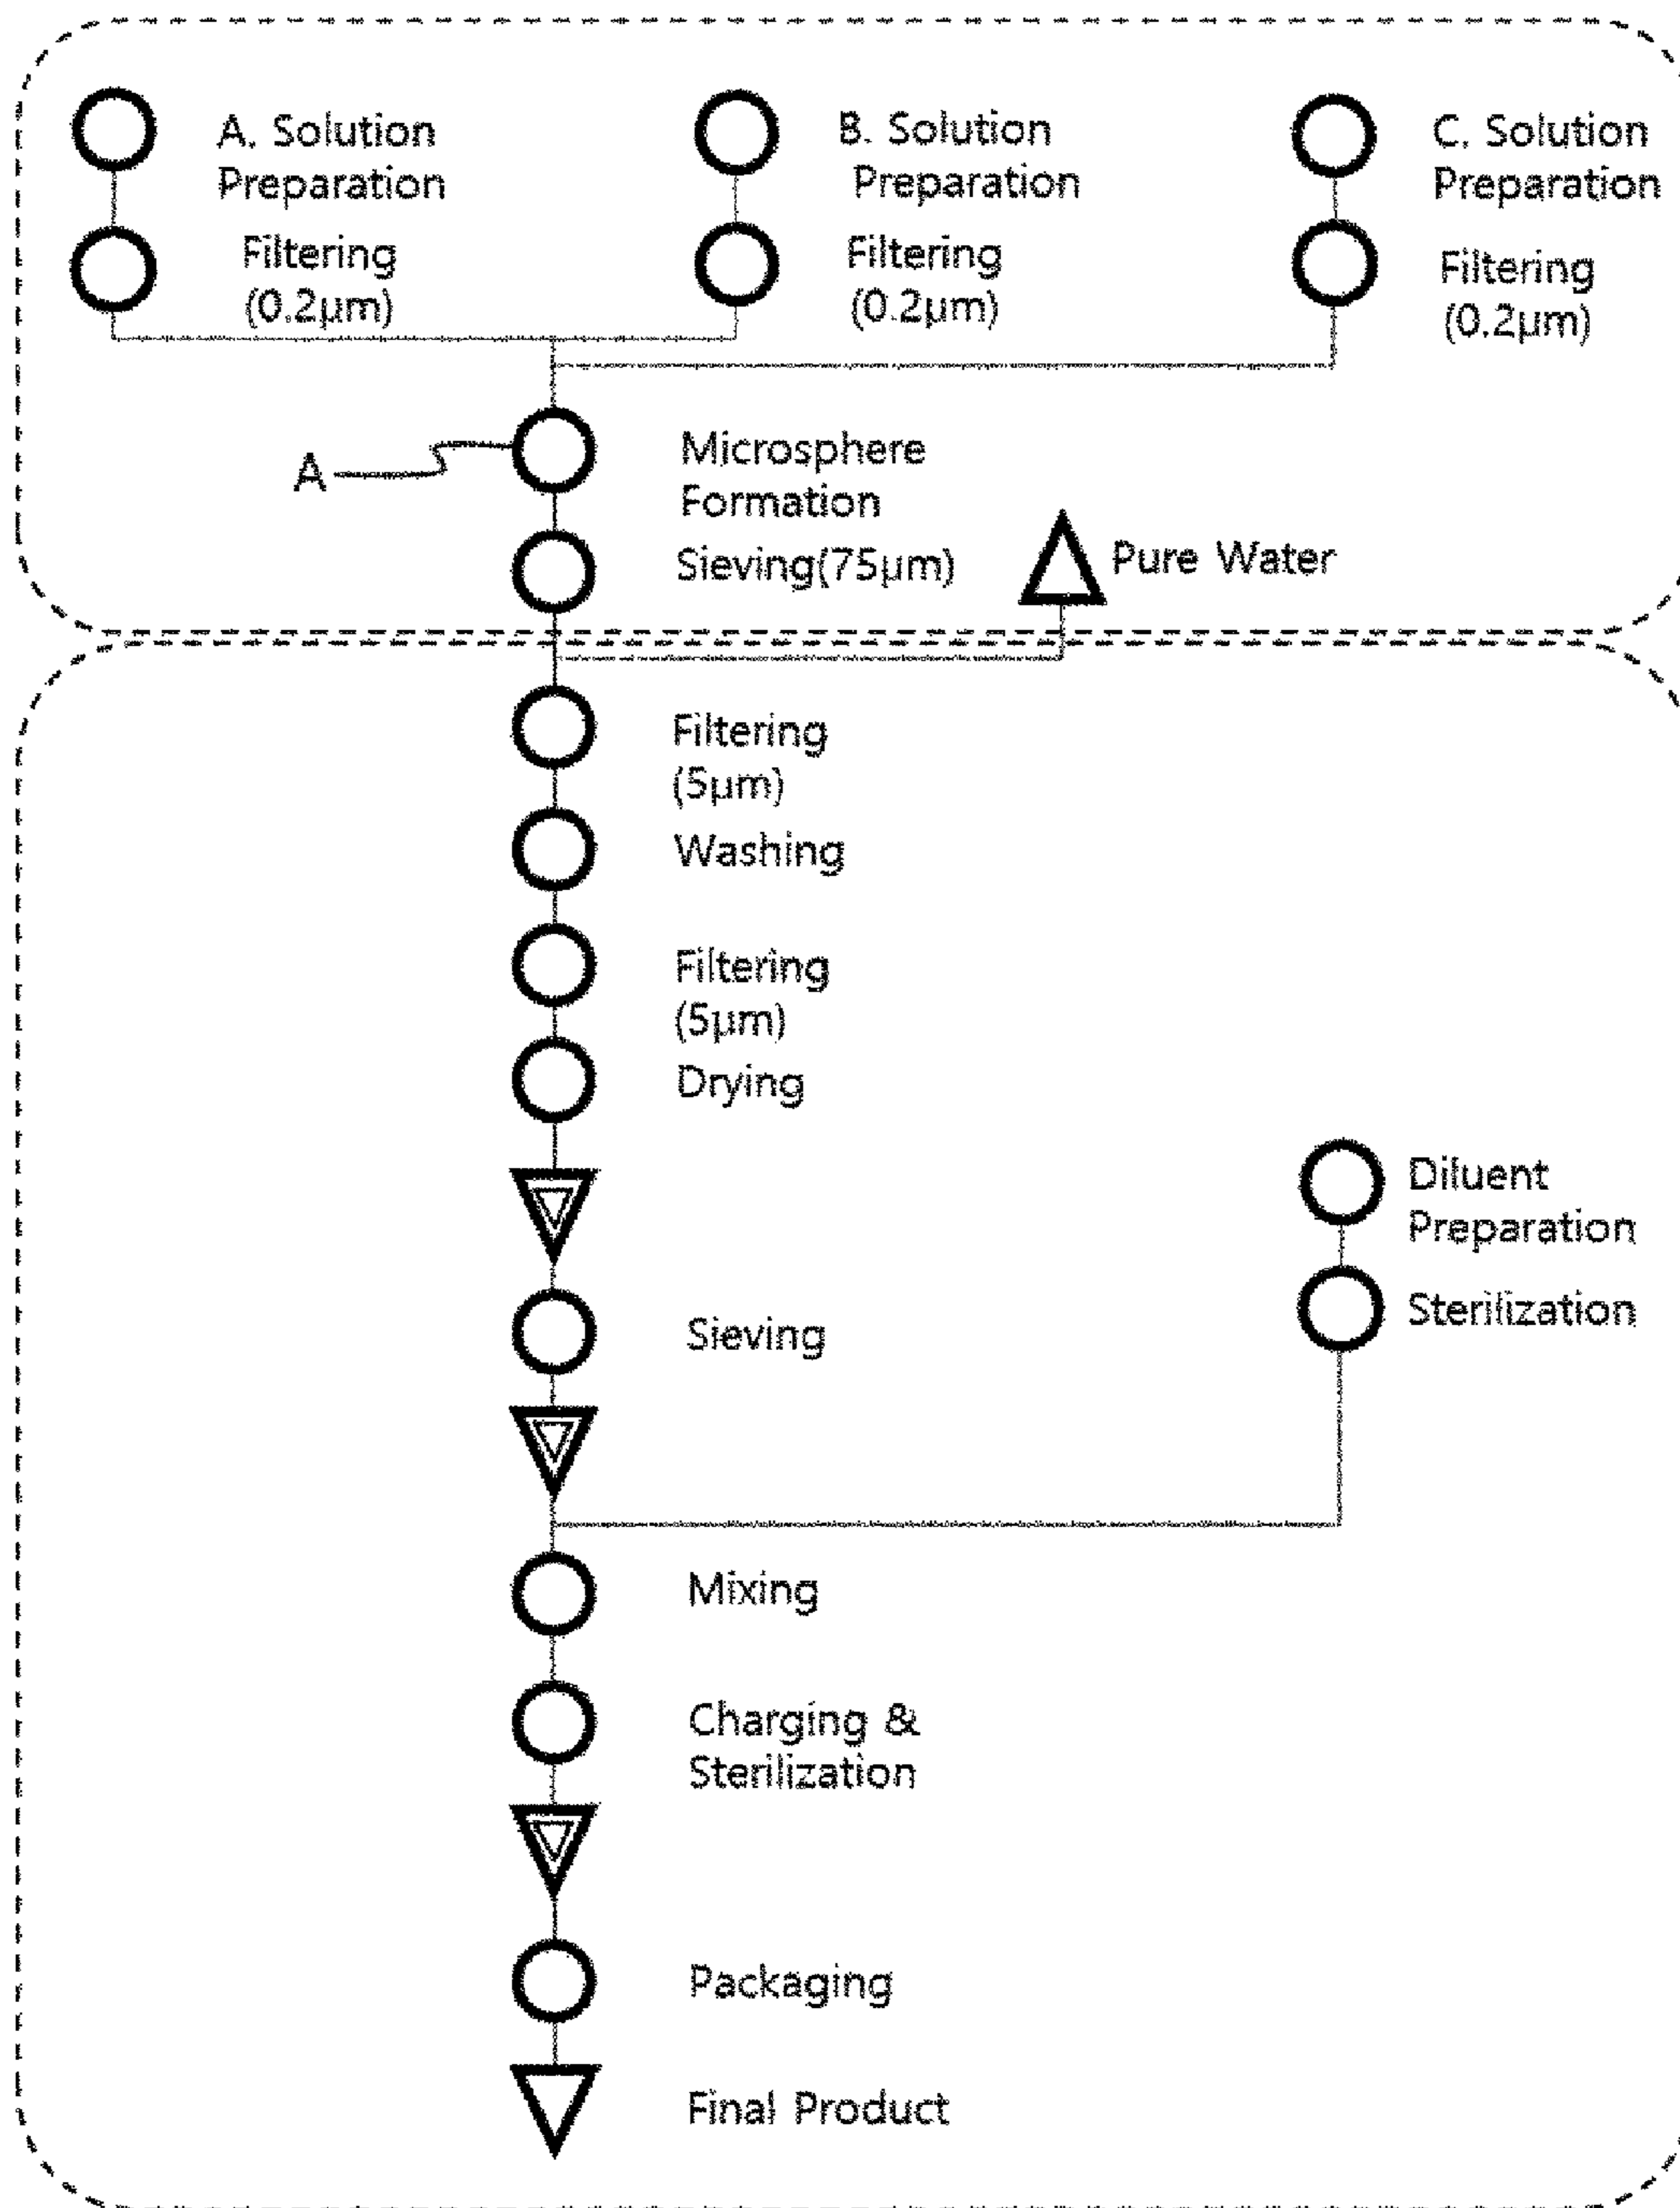 A. Solution
Preparation
Filtering
(0.2µm)
B. Solution
Preparation
Filtering
(0.2µm)
C. Solution
Preparation
Filtering
(0.2µm)
A
Microsphere
Formation
Sieving(75µm)
Pure Water
Filtering
(5µm)
Washing
Filtering
(5µm)
Drying
Sieving
Diluent
Preparation
Sterilization
Mixing
Charging &
Sterilization
Packaging
Final Product